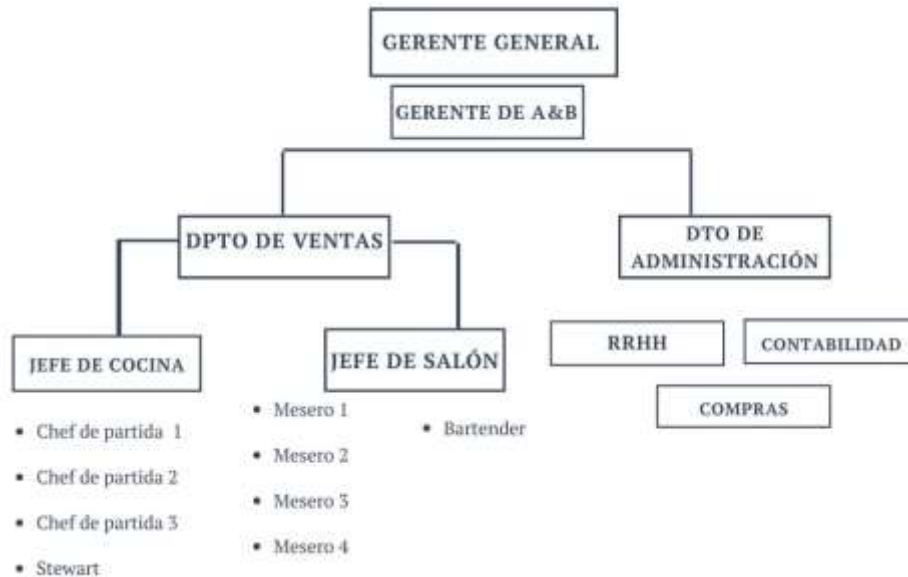 GERENTE GENERAL
GERENTE DE A&B
DPTO DE VENTAS
DTO DE
ADMINISTRACIÓN
JEFE DE COCINA
JEFE DE SALÓN
RRHH
CONTABILIDAD
COMPRAS
• Chef de partida 1
• Chef de partida 2
• Chef de partida 3
• Stewart
• Mesero 1
• Mesero 2
• Mesero 3
• Mesero 4
• Bartender